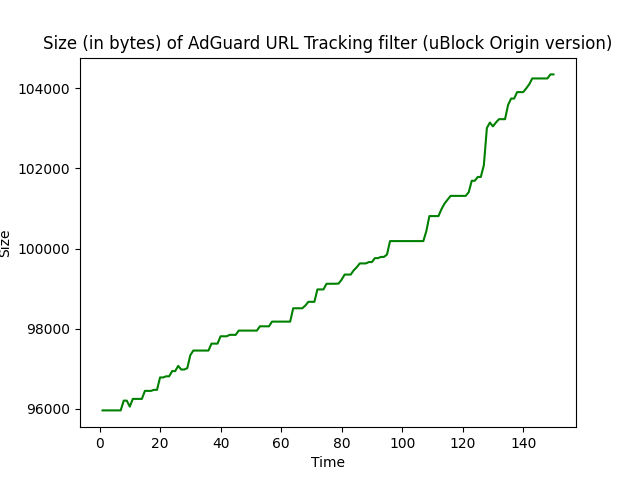 Size (in bytes) of AdGuard URL Tracking filter (uBlock Origin version)
104000
102000
100000
98000
96000
Size
0 20 40 60 80 100 120 140
Time